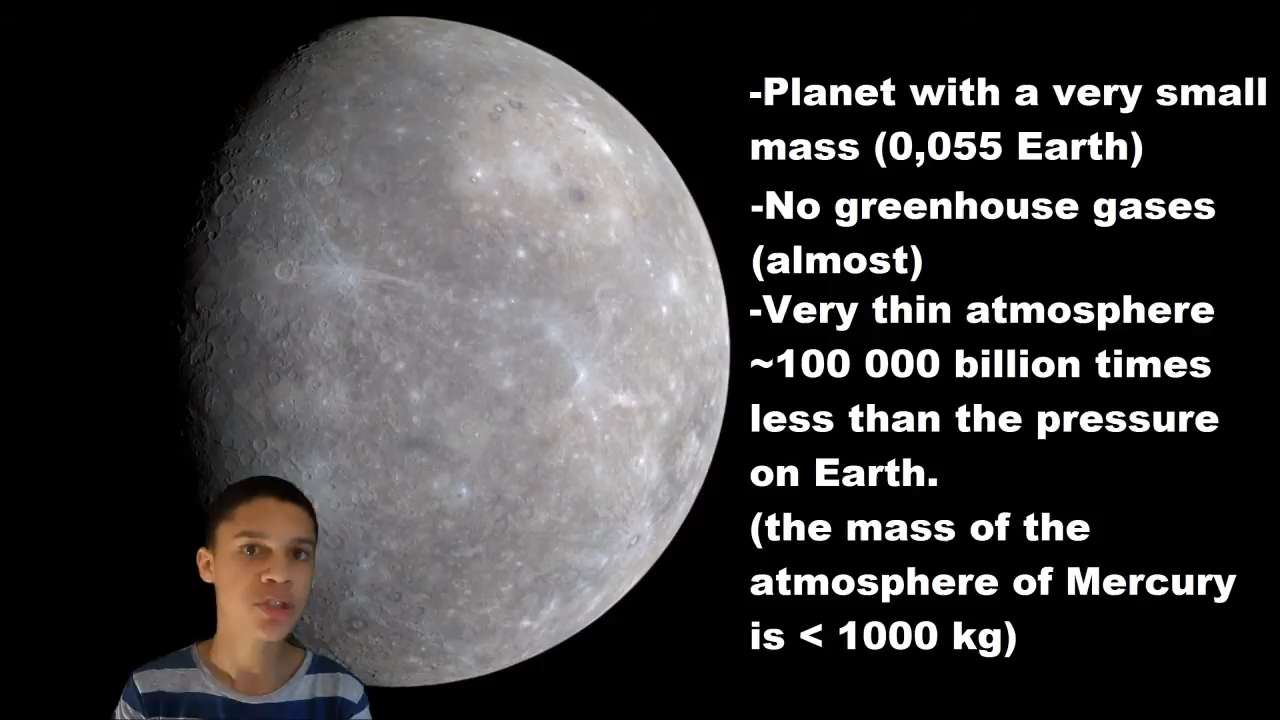 -Planet with a very small
mass (0,055 Earth)
-No greenhouse gases
(almost)
-Very thin atmosphere
~100 000 billion times
less than the pressure
on Earth.
(the mass of the
atmosphere of Mercury
is < 1000 kg)